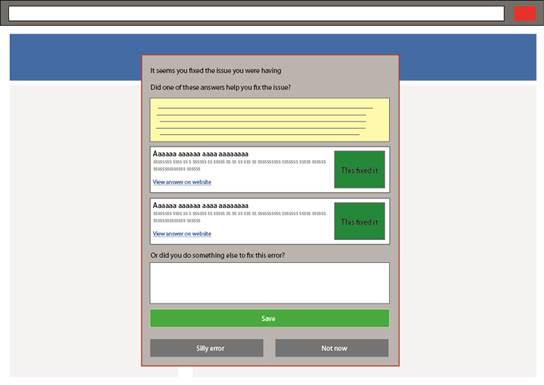 It seems you fixed the issue you were having
Did one of these answers help you fix the issue?
Aaaaaa aaaaaa aaaa aaaaaaaa
View answer on website
This fixed it
Aaaaaa aaaaaa aaaa aaaaaaaa
View answer on website
This fixed it
Or did you do something else to fix this error?
Save
Silly error
Not now